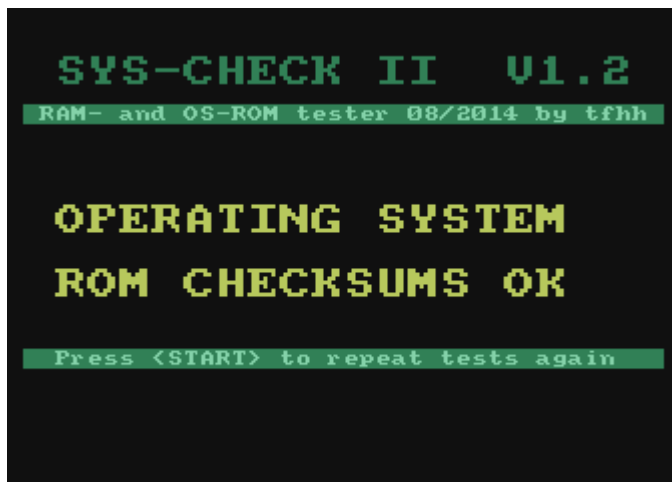 SYS-CHECK II V1.2
RAM- and OS-ROM tester 08/2014 by tfhh
OPERATING SYSTEM
ROM CHECKSUMS OK
Press <START> to repeat tests again